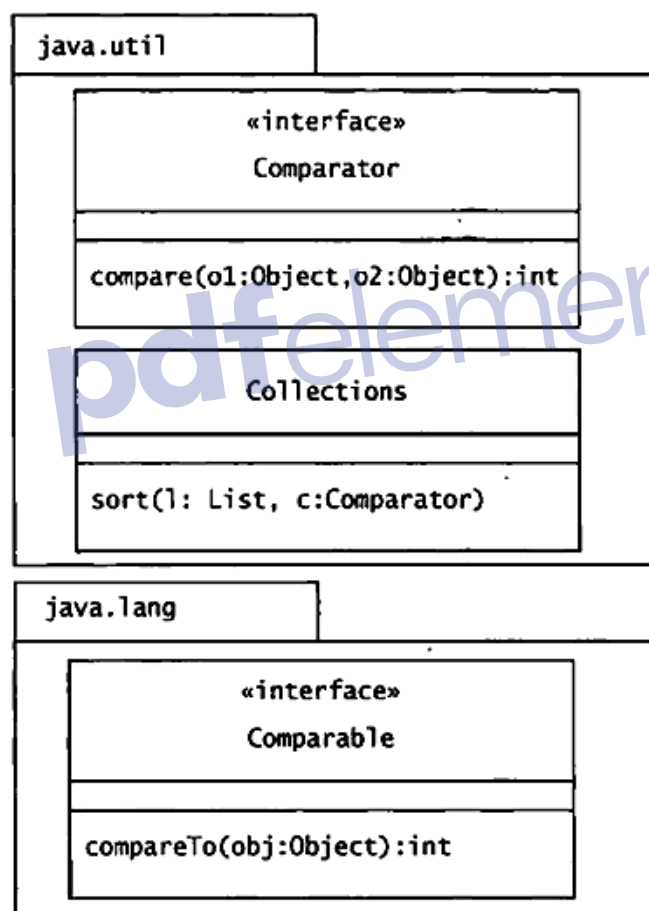 java.util
«interface»
Comparator
compare(o1:Object,o2:Object):int
pdfelemer
Collections
sort(l: List, c:Comparator)
java.lang
«interface»
Comparable
compareTo(obj:Object):int